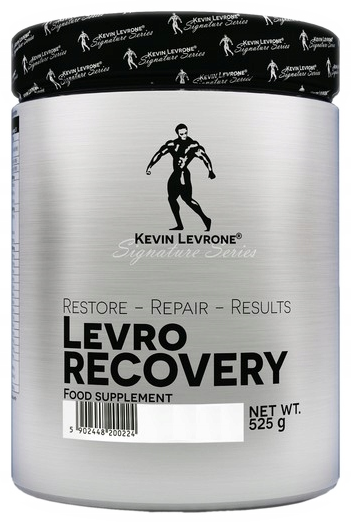 KEVIN LEVRONE
Signature Series
KEVIN LEVRONE®
Signature Series
RESTORE – REPAIR – RESULTS
LEVRO
RECOVERY
FOOD SUPPLEMENT
5 902448 200224
NET WT.
525 g